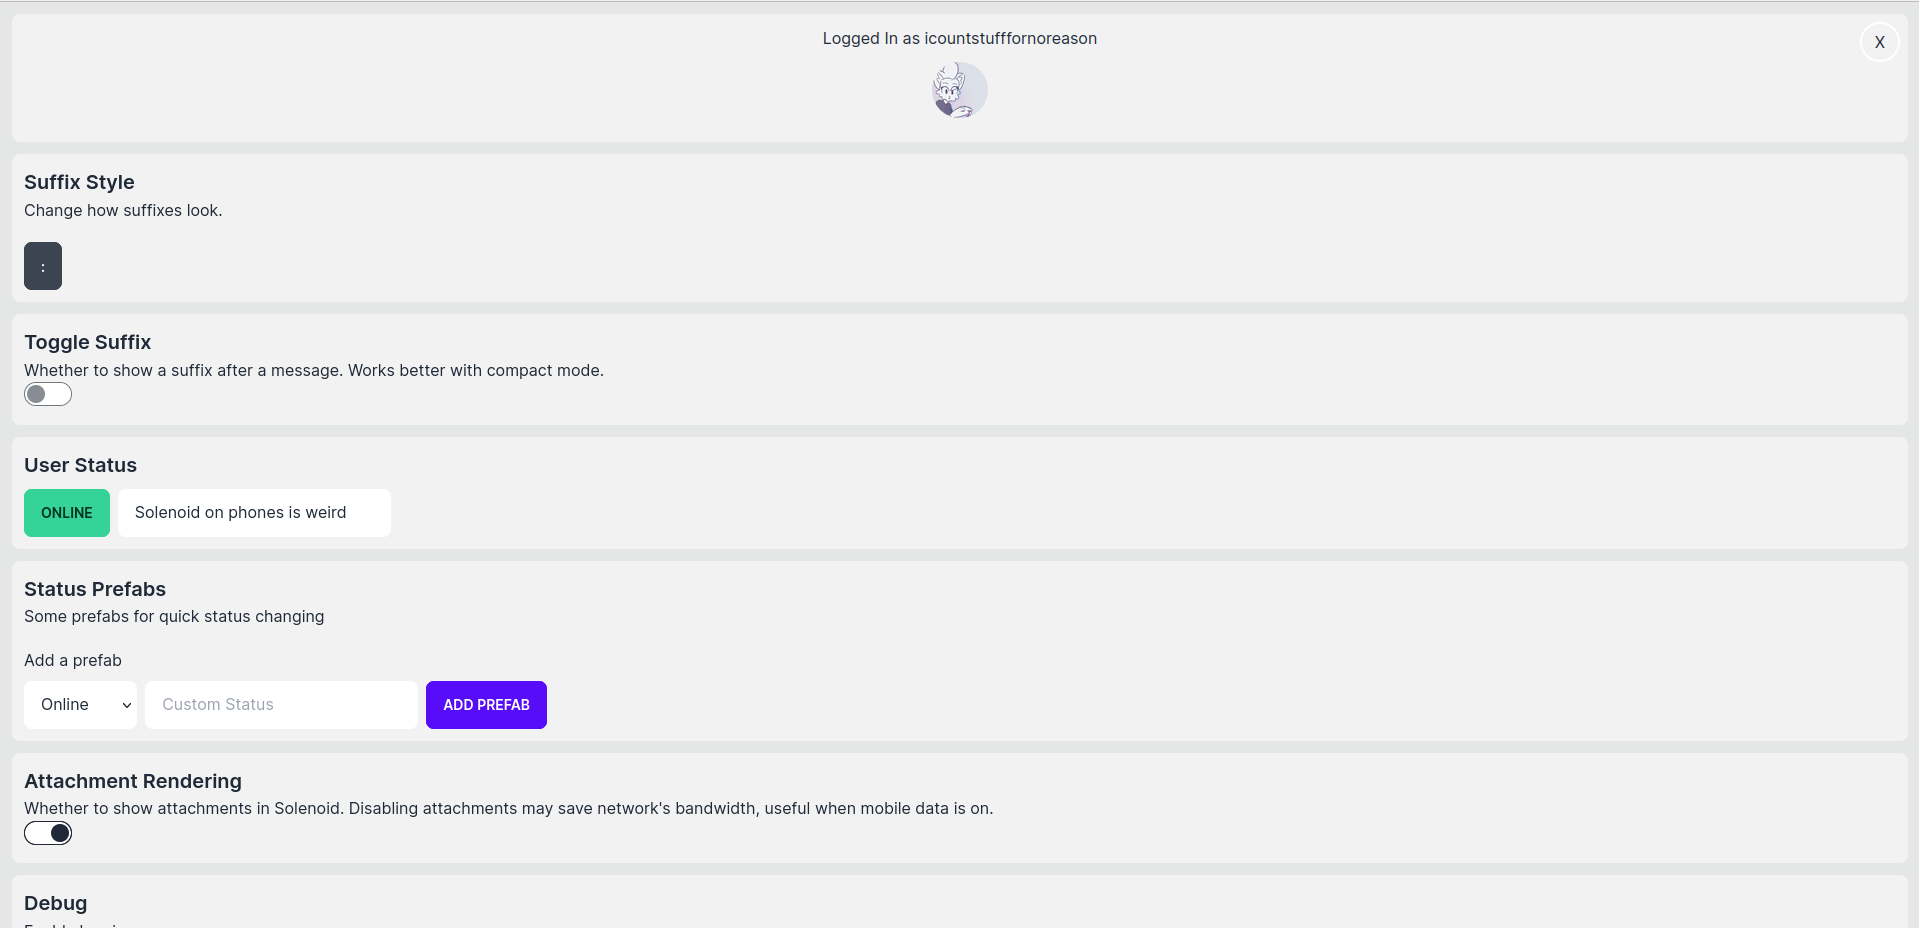 Logged In as icountstufffornoreason
X
Suffix Style
Change how suffixes look.
:
Toggle Suffix
Whether to show a suffix after a message. Works better with compact mode.
User Status
ONLINE
Solenoid on phones is weird
Status Prefabs
Some prefabs for quick status changing
Add a prefab
Online
Custom Status
ADD PREFAB
Attachment Rendering
Whether to show attachments in Solenoid. Disabling attachments may save network's bandwidth, useful when mobile data is on.
Debug